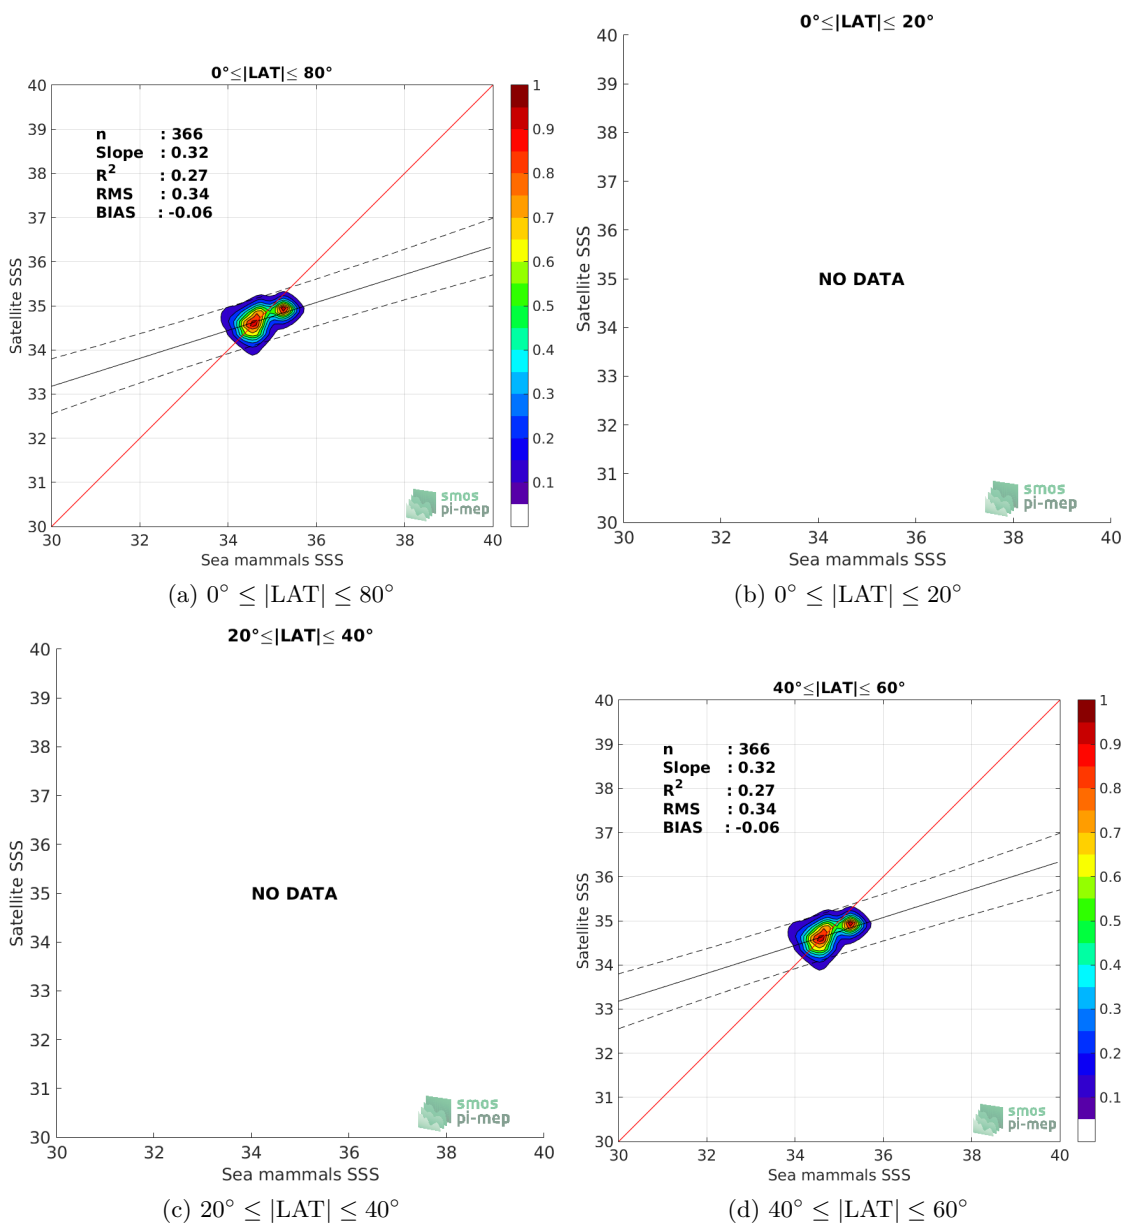 0°≤|LAT|≤ 80°
40
39
38
37
36
35
34
33
32
31
30
Satellite SSS
n : 366
Slope : 0.32
R² : 0.27
RMS : 0.34
BIAS : -0.06
smos
pi-mep
30 32 34 36 38 40
Sea mammals SSS
1
0.9
0.8
0.7
0.6
0.5
0.4
0.3
0.2
0.1
(a) 0° ≤ |LAT| ≤ 80°
0°≤|LAT|≤ 20°
40
39
38
37
36
35
34
33
32
31
30
Satellite SSS
NO DATA
smos
pi-mep
30 32 34 36 38 40
Sea mammals SSS
(b) 0° ≤ |LAT| ≤ 20°
20°≤|LAT|≤ 40°
40
39
38
37
36
35
34
33
32
31
30
Satellite SSS
NO DATA
smos
pi-mep
30 32 34 36 38 40
Sea mammals SSS
(c) 20° ≤ |LAT| ≤ 40°
40°≤|LAT|≤ 60°
40
39
38
37
36
35
34
33
32
31
30
Satellite SSS
n : 366
Slope : 0.32
R² : 0.27
RMS : 0.34
BIAS : -0.06
smos
pi-mep
30 32 34 36 38 40
Sea mammals SSS
1
0.9
0.8
0.7
0.6
0.5
0.4
0.3
0.2
0.1
(d) 40° ≤ |LAT| ≤ 60°